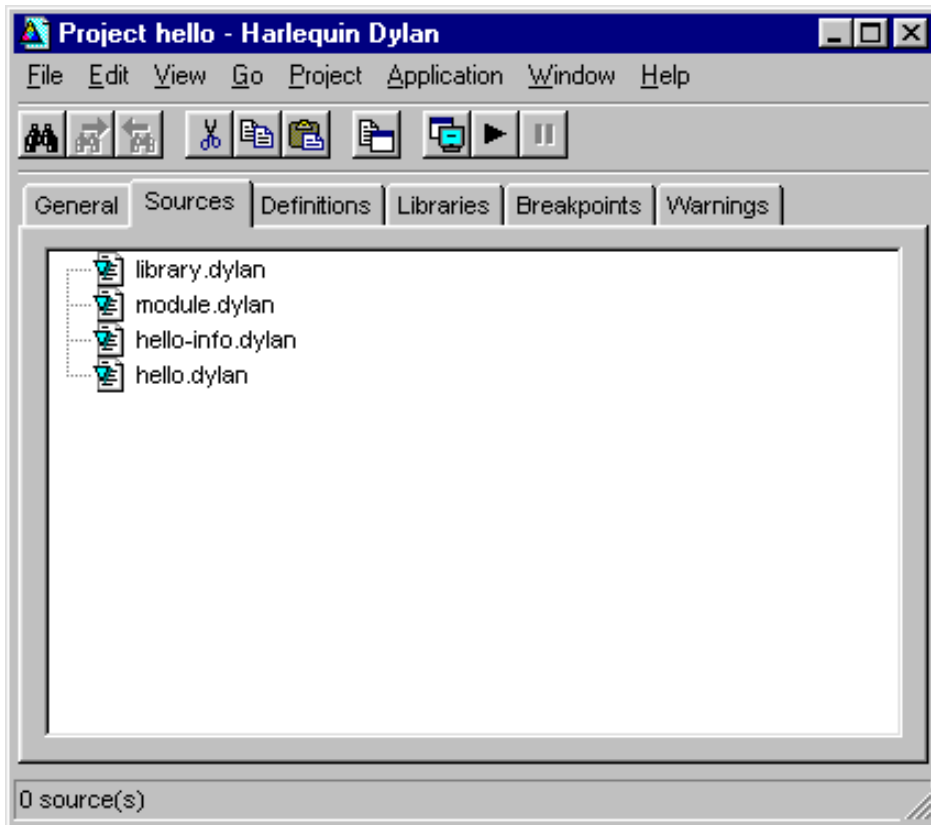 Project hello - Harlequin Dylan
File Edit View Go Project Application Window Help
General Sources Definitions Libraries Breakpoints Warnings
library.dylan
module.dylan
hello-info.dylan
hello.dylan
0 source(s)